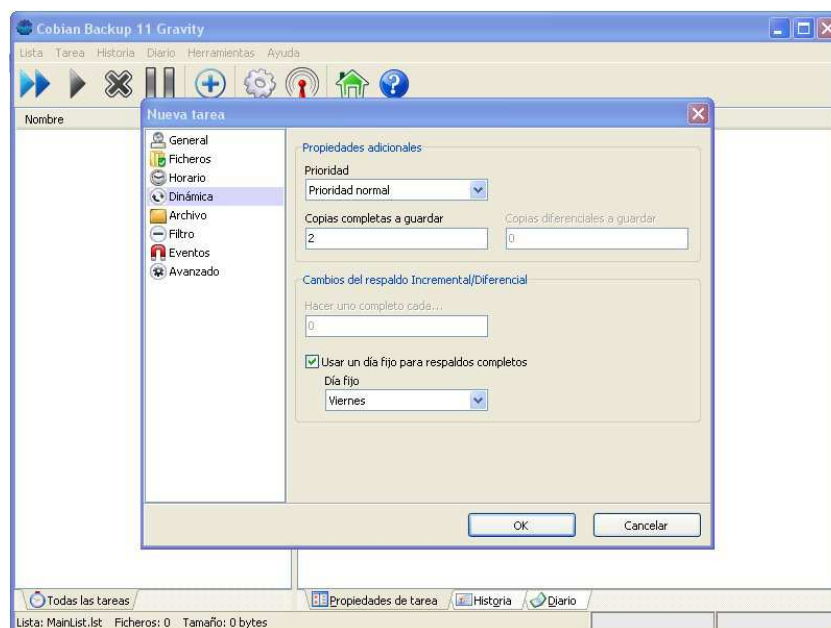 Cobian Backup 11 Gravity
Lista Tarea Historia Diario Herramientas Ayuda
Nombre
Nueva tarea
General
Ficheros
Horario
Dinámica
Archivo
Filtro
Eventos
Avanzado
Propiedades adicionales
Prioridad
Prioridad normal
Copias completas a guardar
Copias diferenciales a guardar
2
0
Cambios del respaldo Incremental/Diferencial
Hacer uno completo cada...
0
Usar un día fijo para respaldos completos
Día fijo
Viernes
OK
Cancelar
Todas las tareas
Propiedades de tarea
Historia
Diario
Lista: MainList.lst Ficheros: 0 Tamaño: 0 bytes